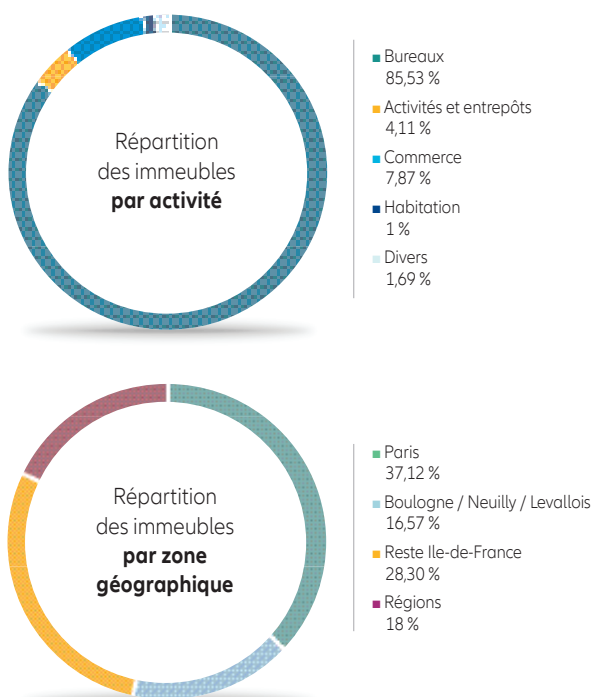 Répartition
des immeubles
par activité
Bureaux
85,53 %
Activités et entrepôts
4,11 %
Commerce
7,87 %
Habitation
1 %
Divers
1,69 %
Répartition
des immeubles
par zone
géographique
Paris
37,12 %
Boulogne / Neuilly / Levallois
16,57 %
Reste Ile-de-France
28,30 %
Régions
18 %